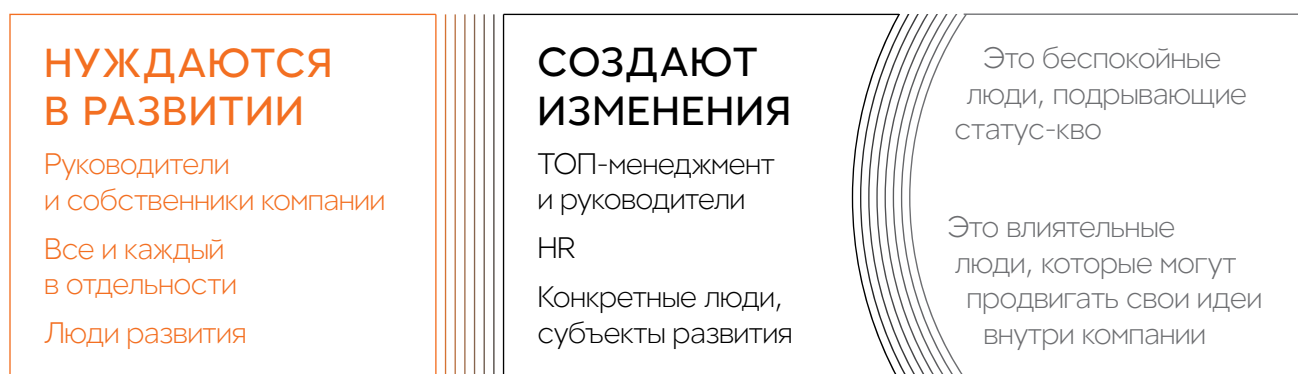 НУЖДАЮТСЯ
В РАЗВИТИИ
Руководители
и собственники компании
Все и каждый
в отдельности
Люди развития
СОЗДАЮТ
ИЗМЕНЕНИЯ
ТОП-менеджмент
и руководители
HR
Конкретные люди,
субъекты развития
Это беспокойные
люди, подрывающие
статус-кво
Это влиятельные
люди, которые могут
продвигать свои идеи
внутри компании